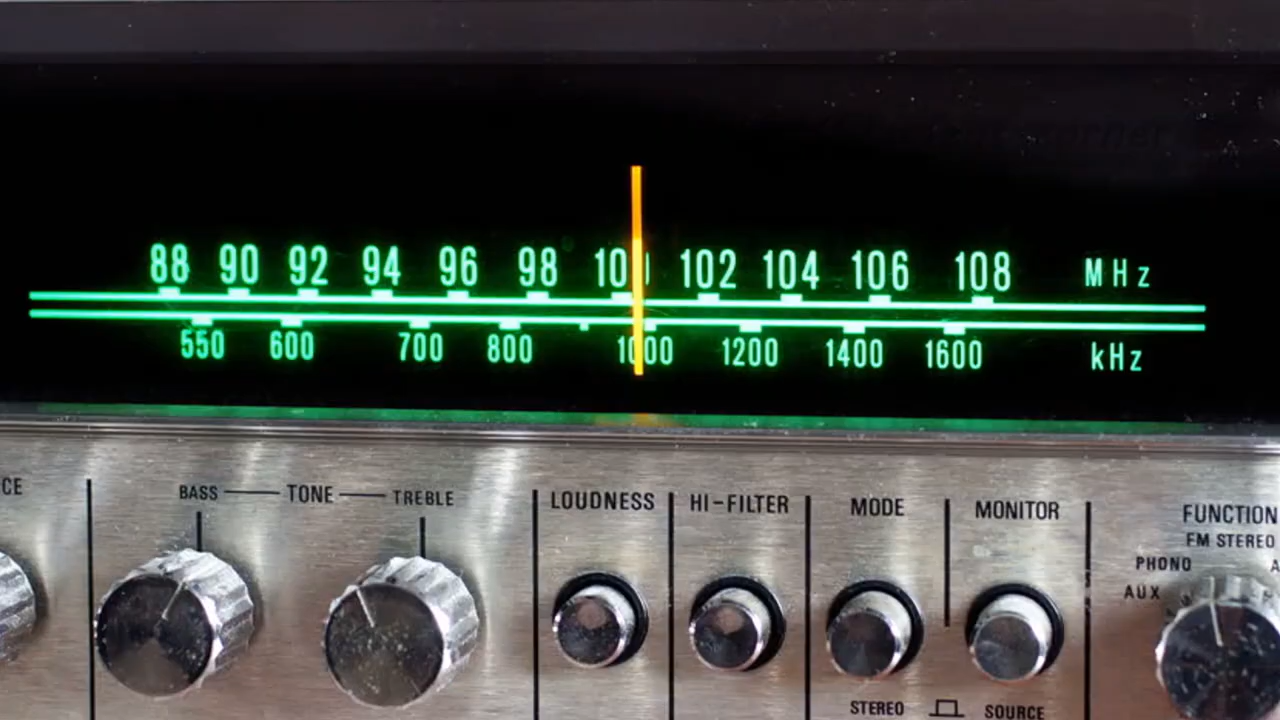 88 90 92 94 96 98 100 102 104 106 108 MHz
550 600 700 800 1000 1200 1400 1600 kHz
BASS TONE TREBLE
LOUDNESS
HI-FILTER
MODE
MONITOR
FUNCTION
FM STEREO
PHONO
AUX
STEREO
SOURCE